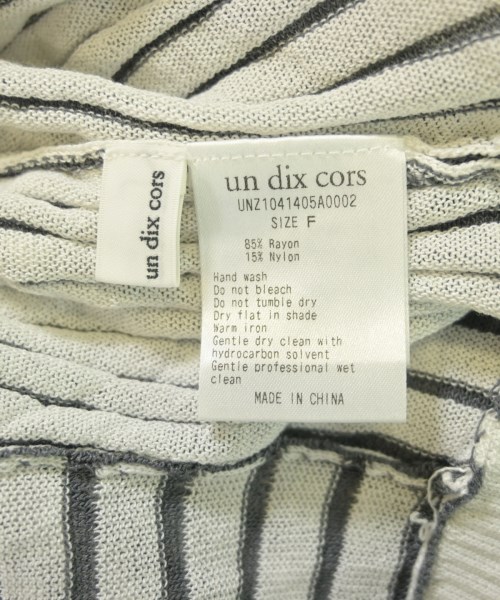 un dix cors
un dix cors
UNZ1041405A0002
SIZE F
85% Rayon
15% Nylon
Hand wash
Do not bleach
Do not tumble dry
Dry flat in shade
Warm iron
Gentle dry clean with
hydrocarbon solvent
Gentle professional wet
clean
MADE IN CHINA